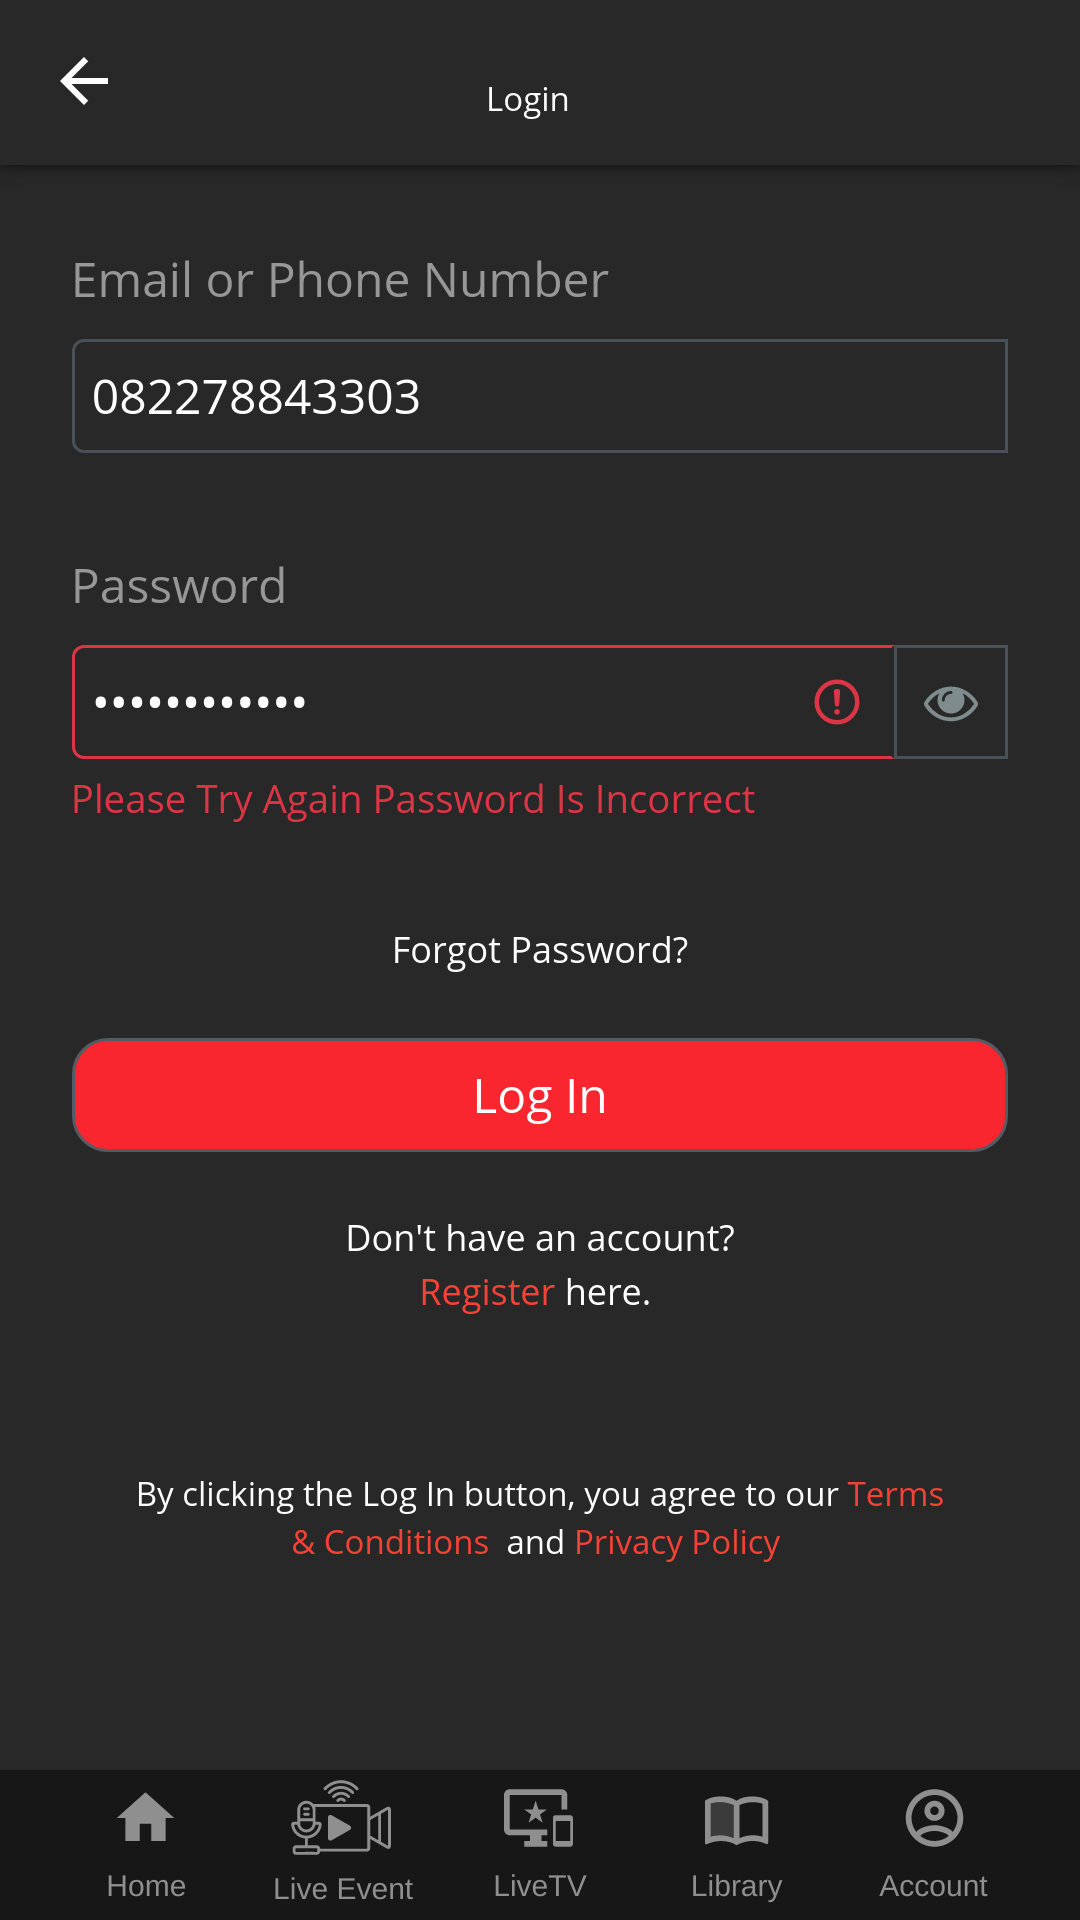 Login
Email or Phone Number
082278843303
Password
••••••••••••
Please Try Again Password Is Incorrect
Forgot Password?
Log In
Don't have an account?
Register here.
By clicking the Log In button, you agree to our Terms
& Conditions and Privacy Policy
Home
Live Event
LiveTV
Library
Account